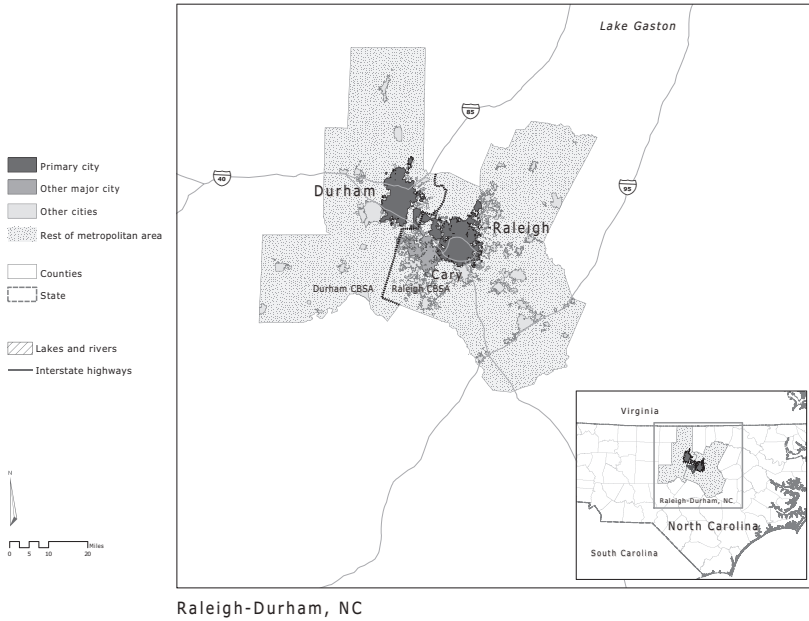 Lake Gaston
85
40
95
Primary city
Other major city
Other cities
Rest of metropolitan area
Counties
State
Lakes and rivers
Interstate highways
Durham
Raleigh
Cary
Durham CBSA
Raleigh CBSA
Virginia
Raleigh-Durham, NC
North Carolina
South Carolina
N
Miles
0 5 10 20
Raleigh-Durham, NC